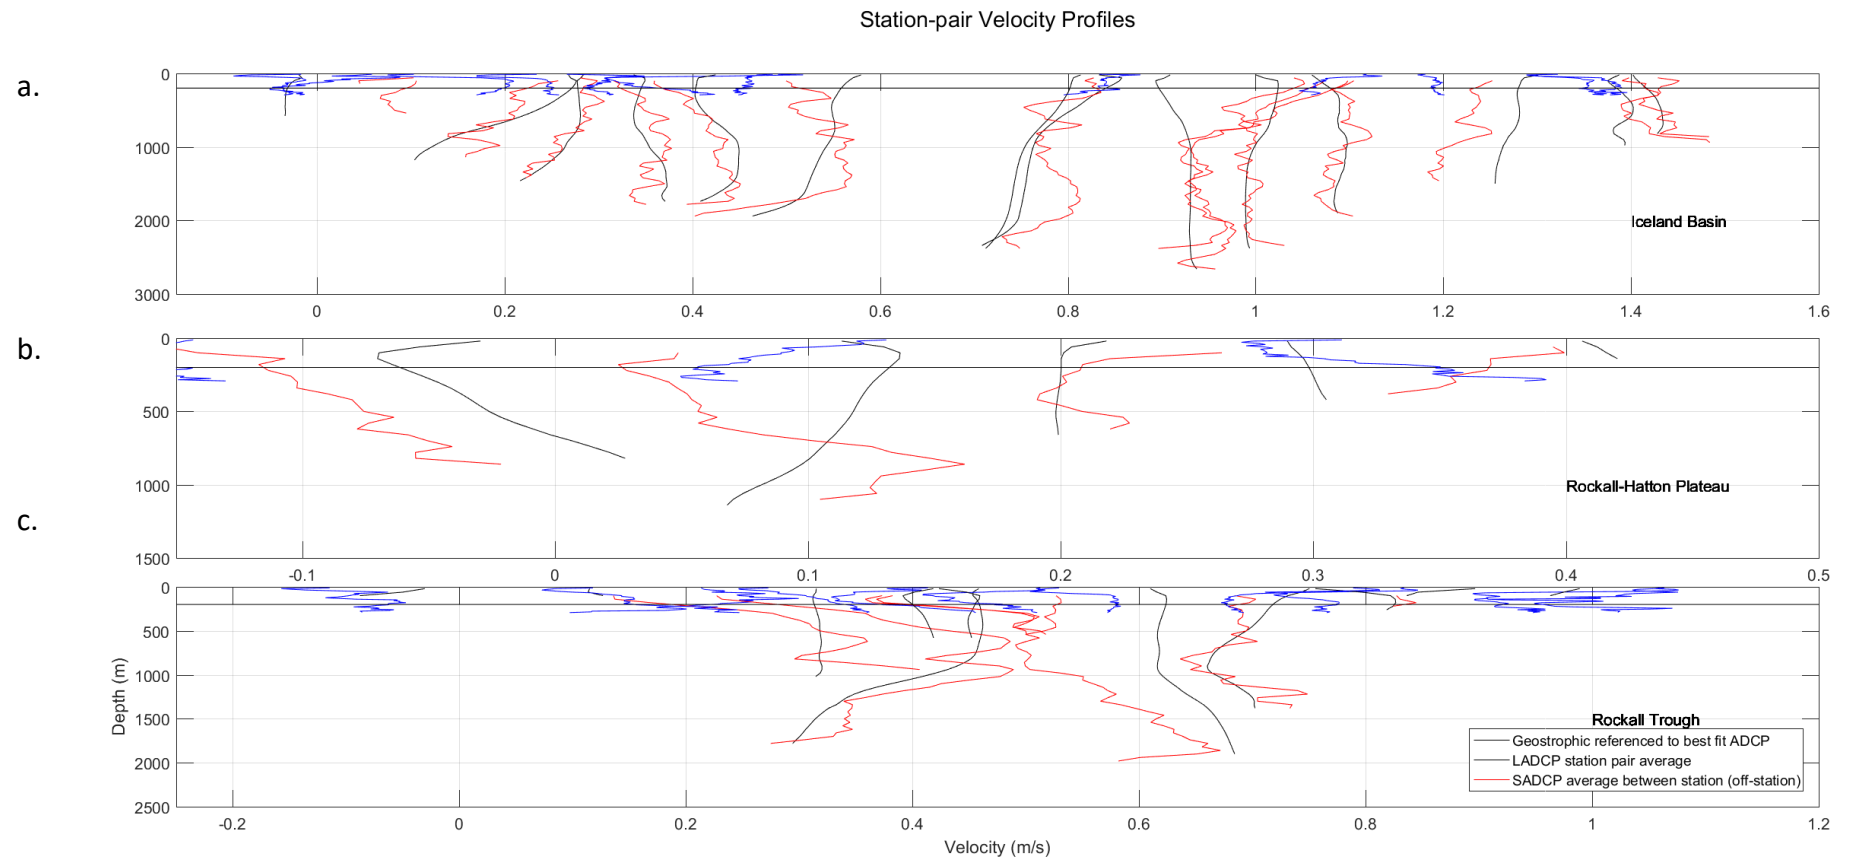 Station-pair Velocity Profiles
a.
0
1000
2000
3000
Iceland Basin
0 0.2 0.4 0.6 0.8 1 1.2 1.4 1.6
b.
0
500
1000
1500
Rockall-Hatton Plateau
-0.1 0 0.1 0.2 0.3 0.4 0.5
c.
0
500
1000
1500
2000
2500
Depth (m)
Rockall Trough
Geostrophic referenced to best fit ADCP
LADCP station pair average
SADCP average between station (off-station)
-0.2 0 0.2 0.4 0.6 0.8 1 1.2
Velocity (m/s)